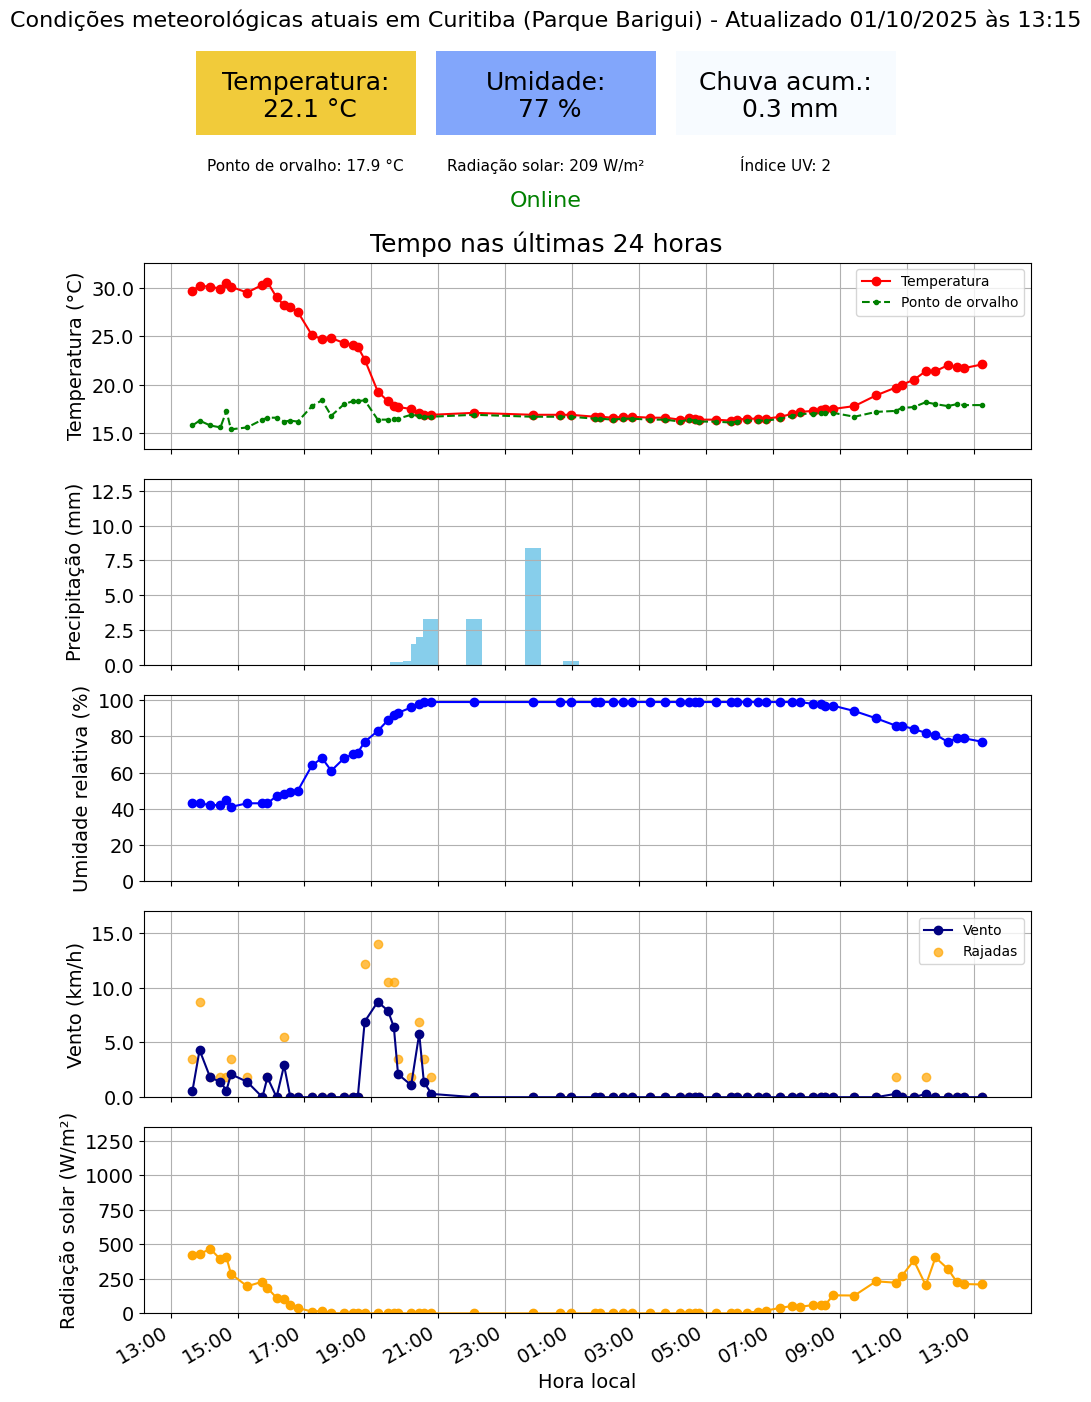 Condições meteorológicas atuais em Curitiba (Parque Barigui) - Atualizado 01/10/2025 às 13:15
Temperatura:
22.1 °C
Umidade:
77 %
Chuva acum.:
0.3 mm
Ponto de orvalho: 17.9 °C
Radiação solar: 209 W/m²
Índice UV: 2
Online
Tempo nas últimas 24 horas
Temperatura (°C)
30.0
25.0
20.0
15.0
Temperatura
Ponto de orvalho
Precipitação (mm)
12.5
10.0
7.5
5.0
2.5
0.0
Umidade relativa (%)
100
80
60
40
20
0
Vento (km/h)
15.0
10.0
5.0
0.0
Vento
Rajadas
Radiação solar (W/m²)
1250
1000
750
500
250
0
13:00
15:00
17:00
19:00
21:00
23:00
01:00
03:00
05:00
07:00
09:00
11:00
13:00
Hora local